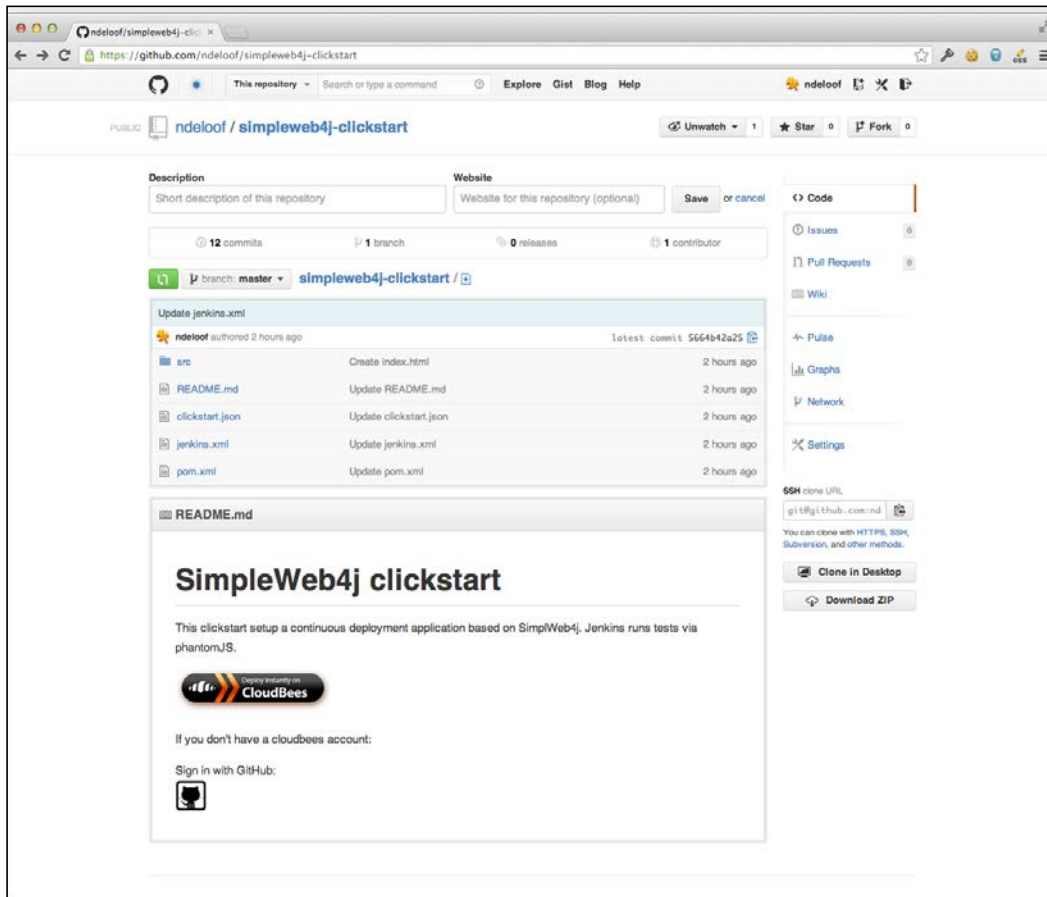 ndeloof/simpleweb4j-clic ×
https://github.com/ndeloof/simpleweb4j-clickstart
This repository Search or type a command Explore Gist Blog Help ndeloof
PUBLIC ndeloof / simpleweb4j-clickstart Unwatch 1 Star 0 Fork 0
Description Website
Short description of this repository Website for this repository (optional) Save or cancel
12 commits 1 branch 0 releases 1 contributor
branch: master simpleweb4j-clickstart /
Update jenkins.xml
ndeloof authored 2 hours ago latest commit 5664b42a25
src Create index.html 2 hours ago
README.md Update README.md 2 hours ago
clickstart.json Update clickstart.json 2 hours ago
jenkins.xml Update jenkins.xml 2 hours ago
pom.xml Update pom.xml 2 hours ago
README.md
SimpleWeb4j clickstart
This clickstart setup a continuous deployment application based on SimplWeb4j. Jenkins runs tests via
phantomJS.
Deploy Instantly on
CloudBees
If you don't have a cloudbees account:
Sign in with GitHub:
Code
Issues 0
Pull Requests 0
Wiki
Pulse
Graphs
Network
Settings
SSH clone URL
git@github.com:nd
You can clone with HTTPS, SSH,
Subversion, and other methods.
Clone in Desktop
Download ZIP